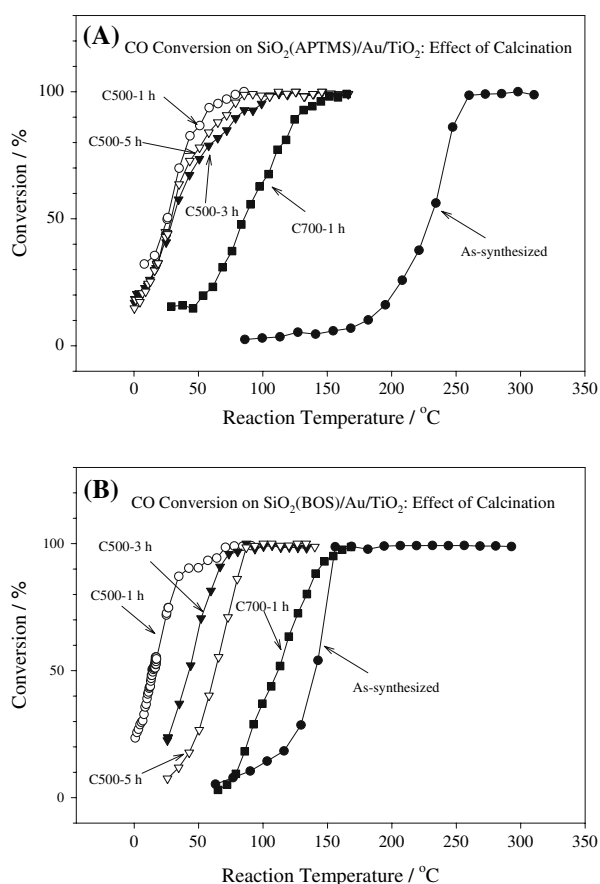 (A)
CO Conversion on SiO₂(APTMS)/Au/TiO₂: Effect of Calcination
C500-1 h
C500-5 h
C500-3 h
C700-1 h
As-synthesized
Conversion / %
100
50
0
0 50 100 150 200 250 300 350
Reaction Temperature / °C
(B)
CO Conversion on SiO₂(BOS)/Au/TiO₂: Effect of Calcination
C500-3 h
C500-1 h
C700-1 h
As-synthesized
C500-5 h
Conversion / %
100
50
0
0 50 100 150 200 250 300 350
Reaction Temperature / °C